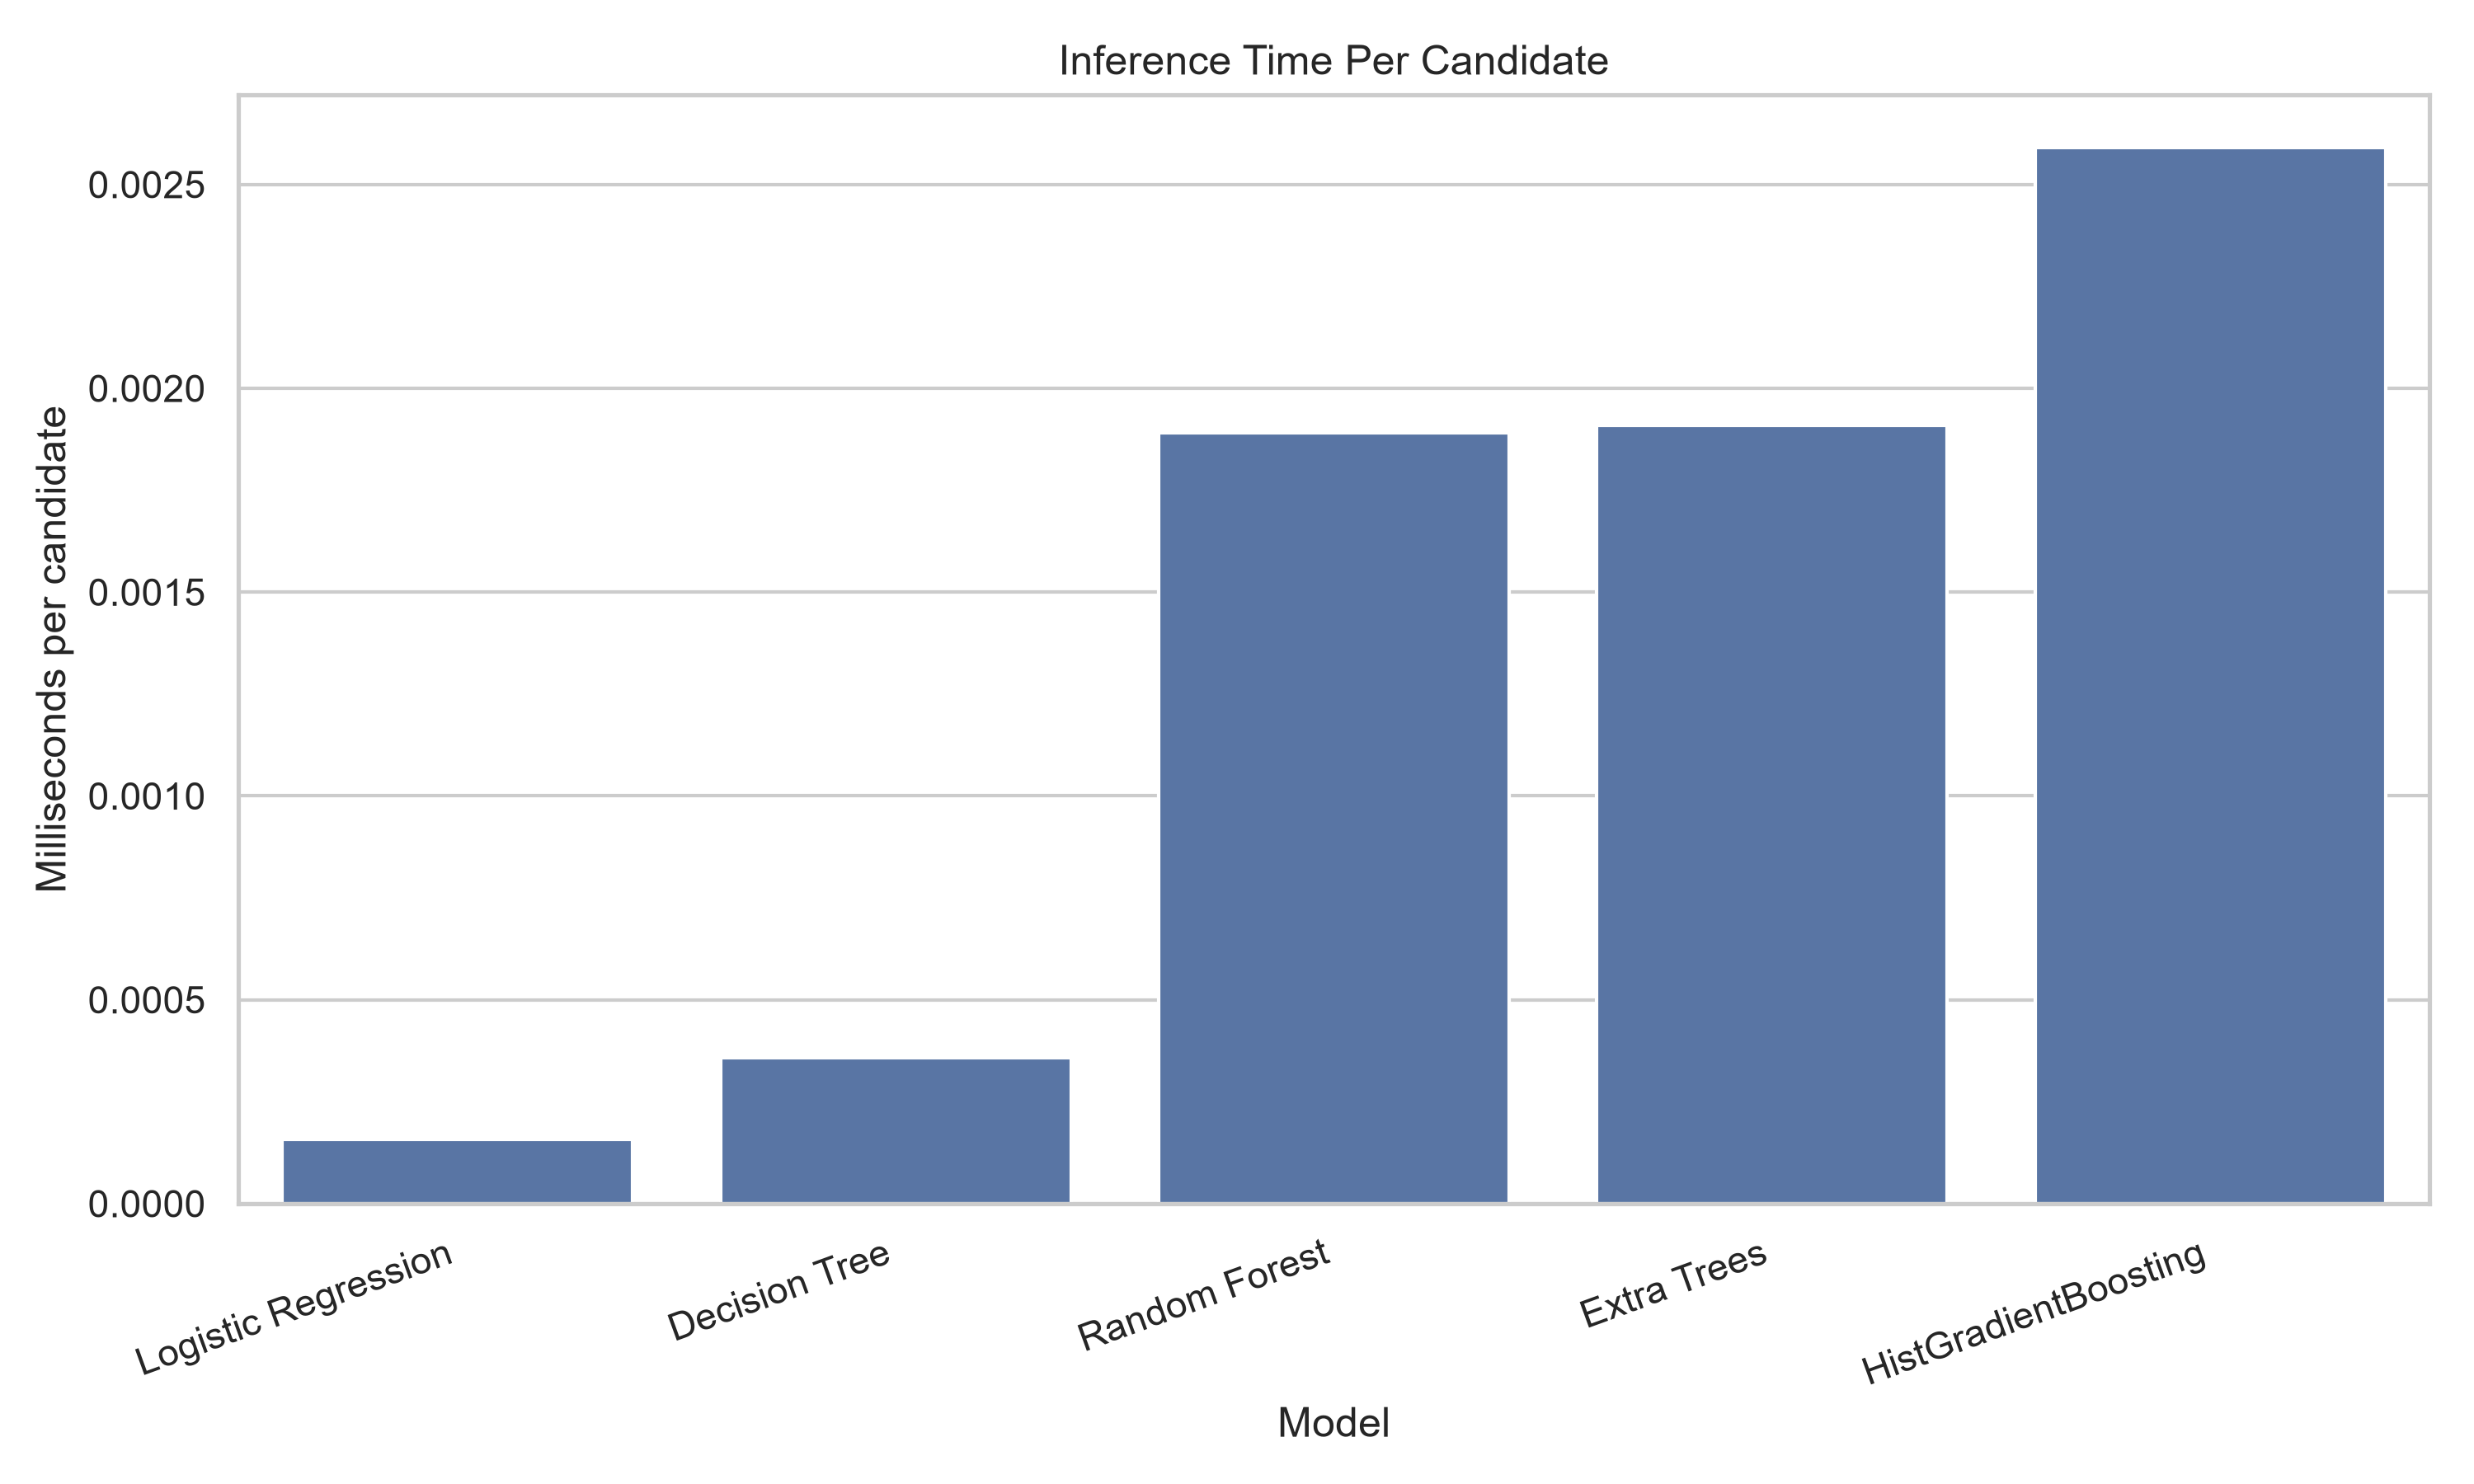 Inference Time Per Candidate
Milliseconds per candidate
0.0025
0.0020
0.0015
0.0010
0.0005
0.0000
Logistic Regression
Decision Tree
Random Forest
Extra Trees
HistGradientBoosting
Model